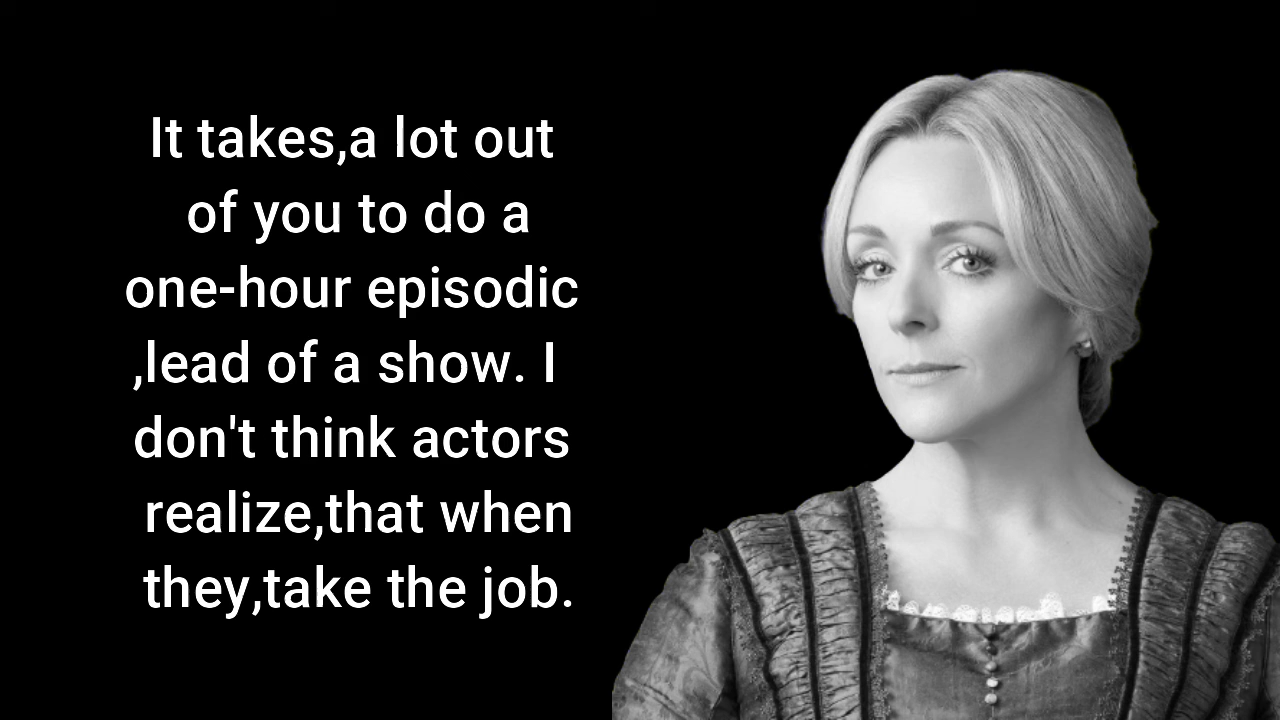 It takes,a lot out
of you to do a
one-hour episodic
,lead of a show. I
don't think actors
realize,that when
they,take the job.